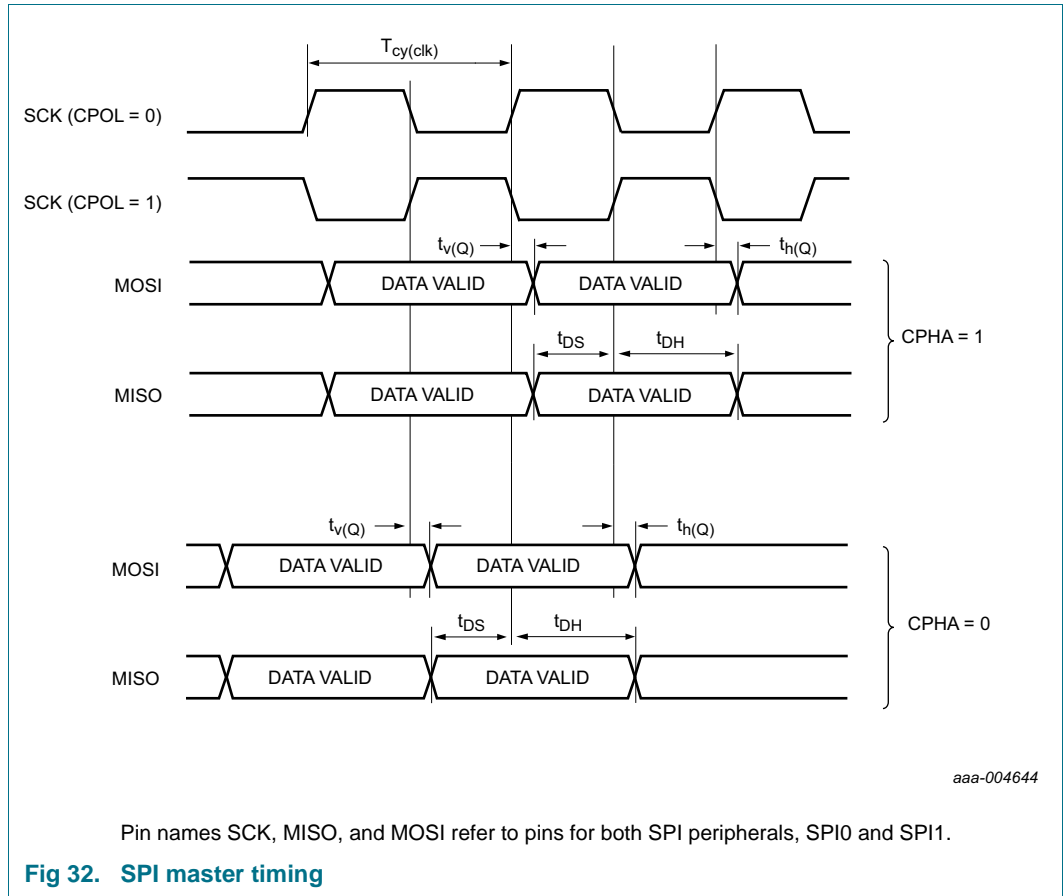 T_cy(clk)
SCK (CPOL = 0)
SCK (CPOL = 1)
t_v(Q)
t_h(Q)
MOSI
DATA VALID
DATA VALID
t_DS
t_DH
CPHA = 1
MISO
DATA VALID
DATA VALID
t_v(Q)
t_h(Q)
MOSI
DATA VALID
DATA VALID
t_DS
t_DH
CPHA = 0
MISO
DATA VALID
DATA VALID
aaa-004644
Pin names SCK, MISO, and MOSI refer to pins for both SPI peripherals, SPI0 and SPI1.
Fig 32. SPI master timing